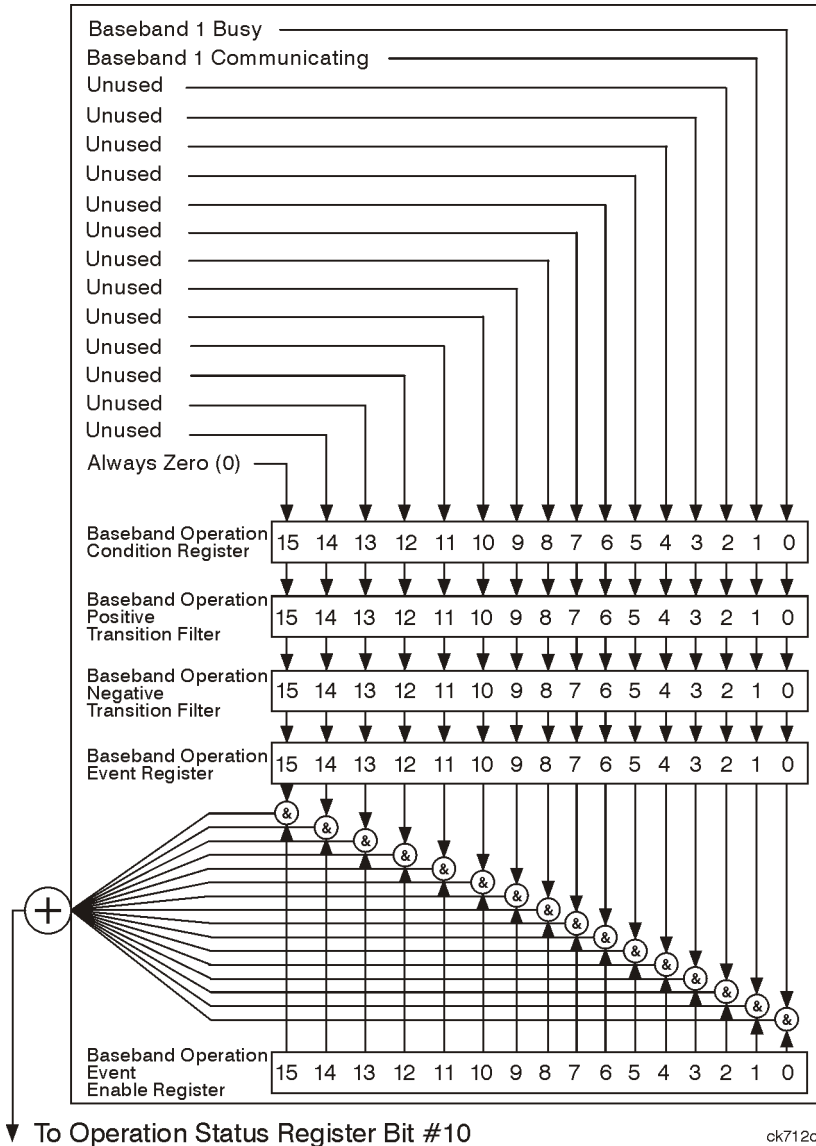 Baseband 1 Busy
Baseband 1 Communicating
Unused
Unused
Unused
Unused
Unused
Unused
Unused
Unused
Unused
Unused
Unused
Unused
Unused
Always Zero (0)
Baseband Operation
Condition Register
15 14 13 12 11 10 9 8 7 6 5 4 3 2 1 0
Baseband Operation
Positive
Transition Filter
15 14 13 12 11 10 9 8 7 6 5 4 3 2 1 0
Baseband Operation
Negative
Transition Filter
15 14 13 12 11 10 9 8 7 6 5 4 3 2 1 0
Baseband Operation
Event Register
15 14 13 12 11 10 9 8 7 6 5 4 3 2 1 0
& & & & & & & & & & & & & & & &
+
Baseband Operation
Event
Enable Register
15 14 13 12 11 10 9 8 7 6 5 4 3 2 1 0
To Operation Status Register Bit #10
ck712c